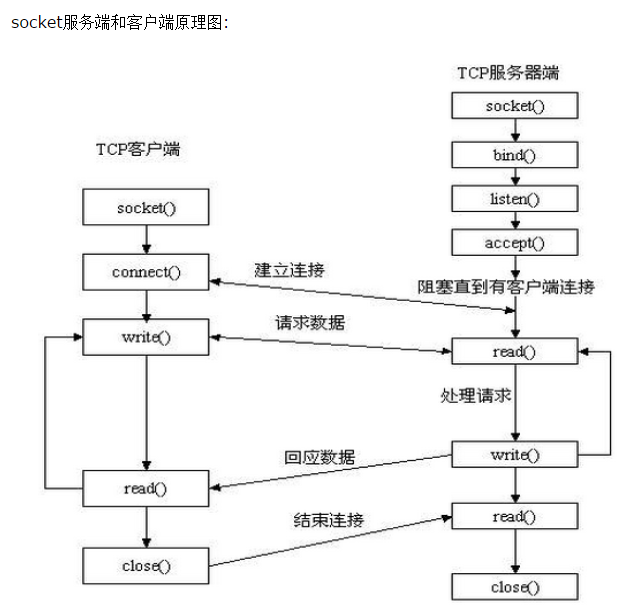 socket服务端和客户端原理图:
TCP服务器端
socket()
TCP客户端
bind()
listen()
socket()
accept()
connect()
建立连接
阻塞直到有客户端连接
请求数据
write()
read()
处理请求
回应数据
write()
read()
结束连接
read()
close()
close()